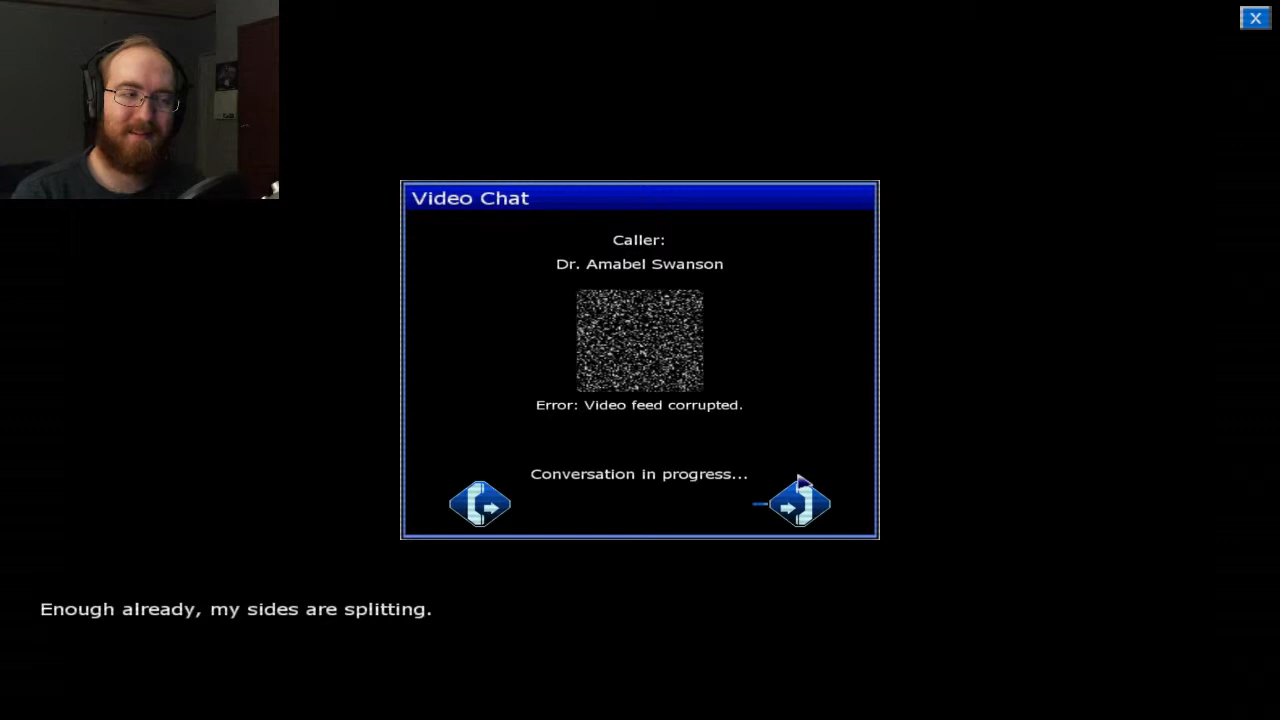 X
Video Chat
Caller:
Dr. Amabel Swanson
Error: Video feed corrupted.
Conversation in progress...
Enough already, my sides are splitting.